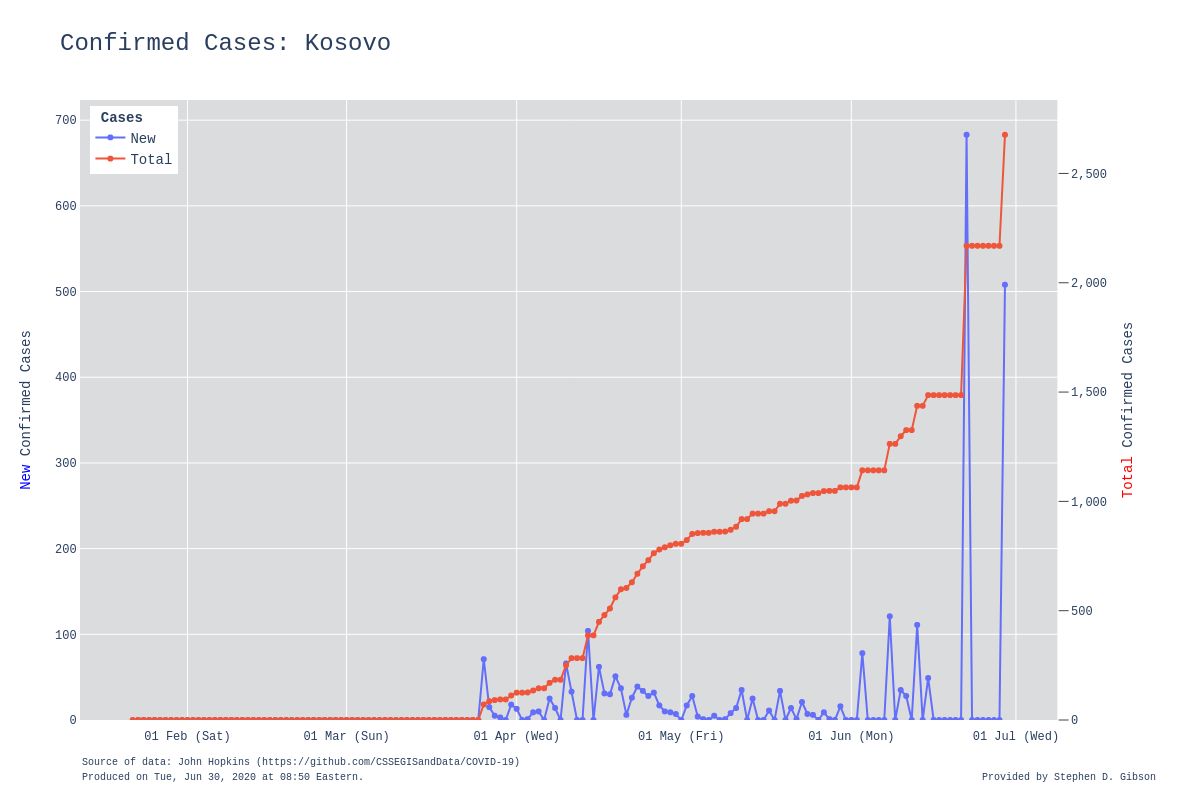 Confirmed Cases: Kosovo
Cases
New
Total
700
600
500
400
300
200
100
0
2,500
2,000
1,500
1,000
500
0
New Confirmed Cases
Total Confirmed Cases
01 Feb (Sat)
01 Mar (Sun)
01 Apr (Wed)
01 May (Fri)
01 Jun (Mon)
01 Jul (Wed)
Source of data: John Hopkins (https://github.com/CSSEGISandData/COVID-19)
Produced on Tue, Jun 30, 2020 at 08:50 Eastern.
Provided by Stephen D. Gibson